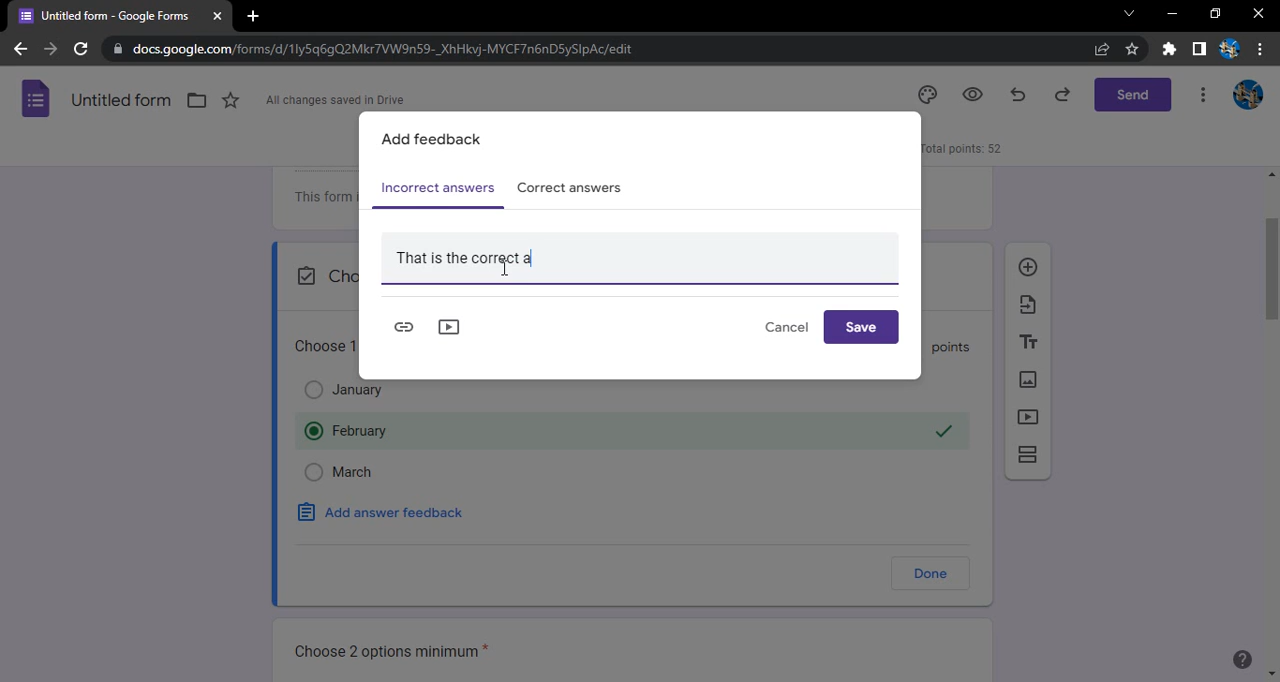 Untitled form - Google Forms
docs.google.com/forms/d/1ly5q6gQ2Mkr7VW9n59-_XhHkvj-MYCF7n6nD5ySlpAc/edit
Untitled form All changes saved in Drive Send
Total points: 52
Add feedback
Incorrect answers Correct answers
This form i
That is the correct a
Cho
Cancel Save
Choose 1 points
January
February
March
Add answer feedback
Done
Choose 2 options minimum *